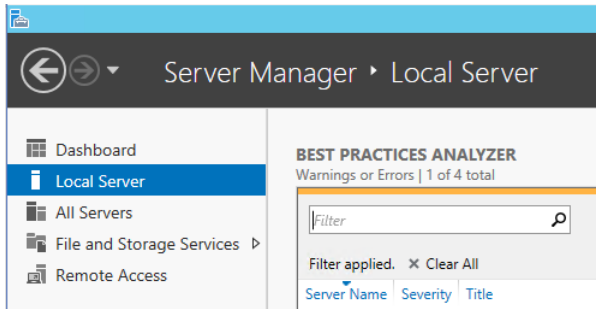 Server Manager ‣ Local Server
Dashboard
Local Server
All Servers
File and Storage Services
Remote Access
BEST PRACTICES ANALYZER
Warnings or Errors | 1 of 4 total
Filter
Filter applied. × Clear All
Server Name Severity Title